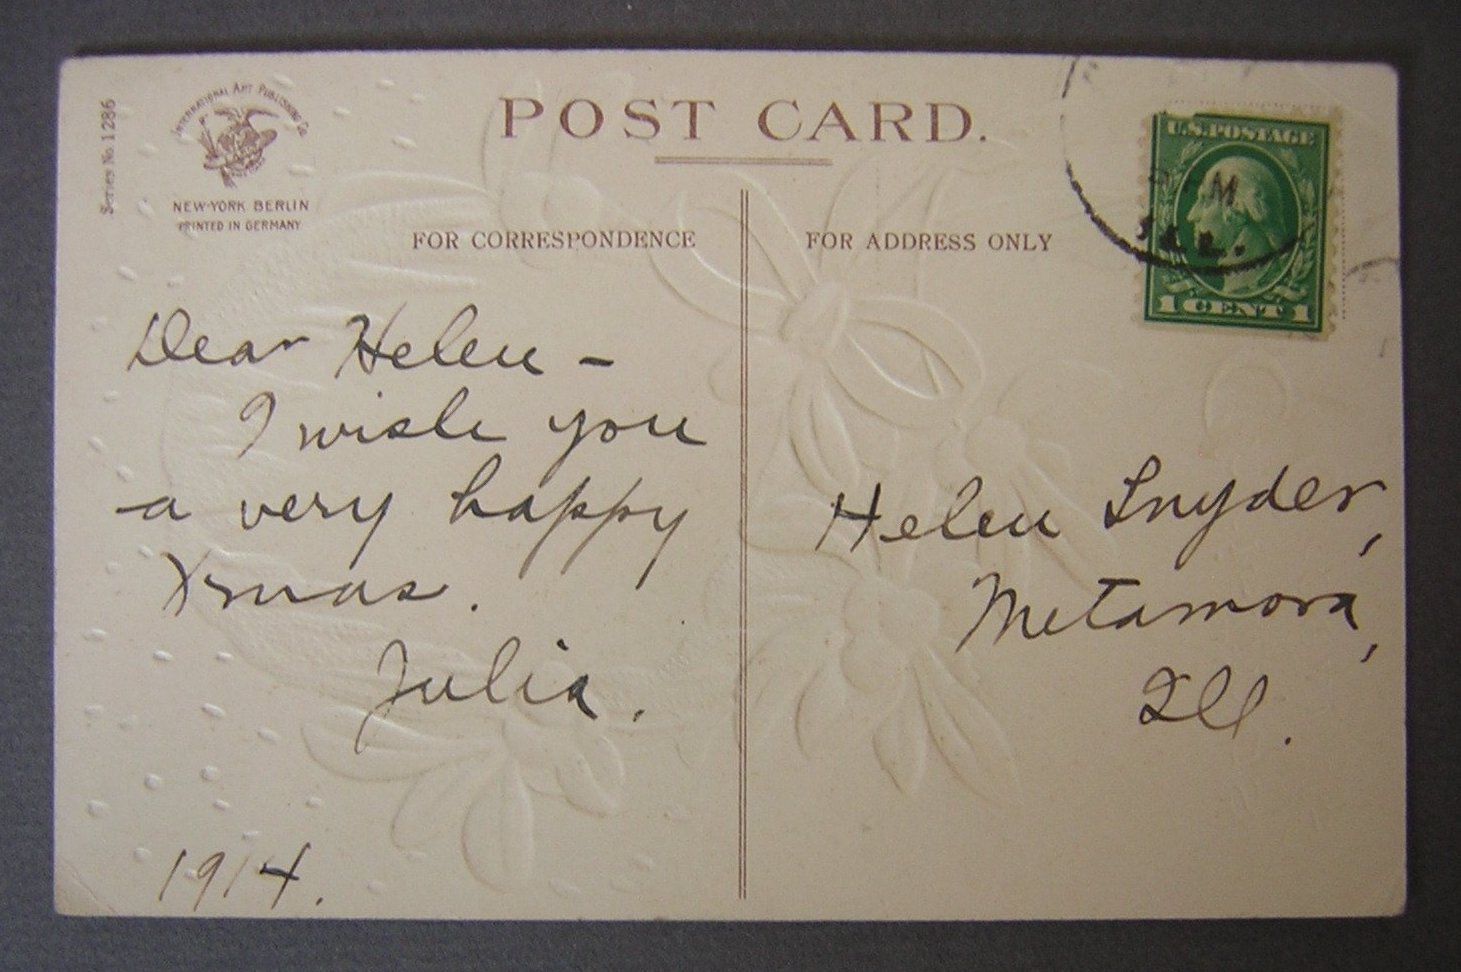 Series No. 1286
INTERNATIONAL ART PUBLISHING CO.
NEW-YORK BERLIN
PRINTED IN GERMANY
POST CARD.
FOR CORRESPONDENCE
FOR ADDRESS ONLY
U.S. POSTAGE
1 CENT 1
M
ILL.
Dear Helen –
I wish you
a very happy
Xmas.
Julia.
1914.
Helen Snyder,
Metamora,
Ill.